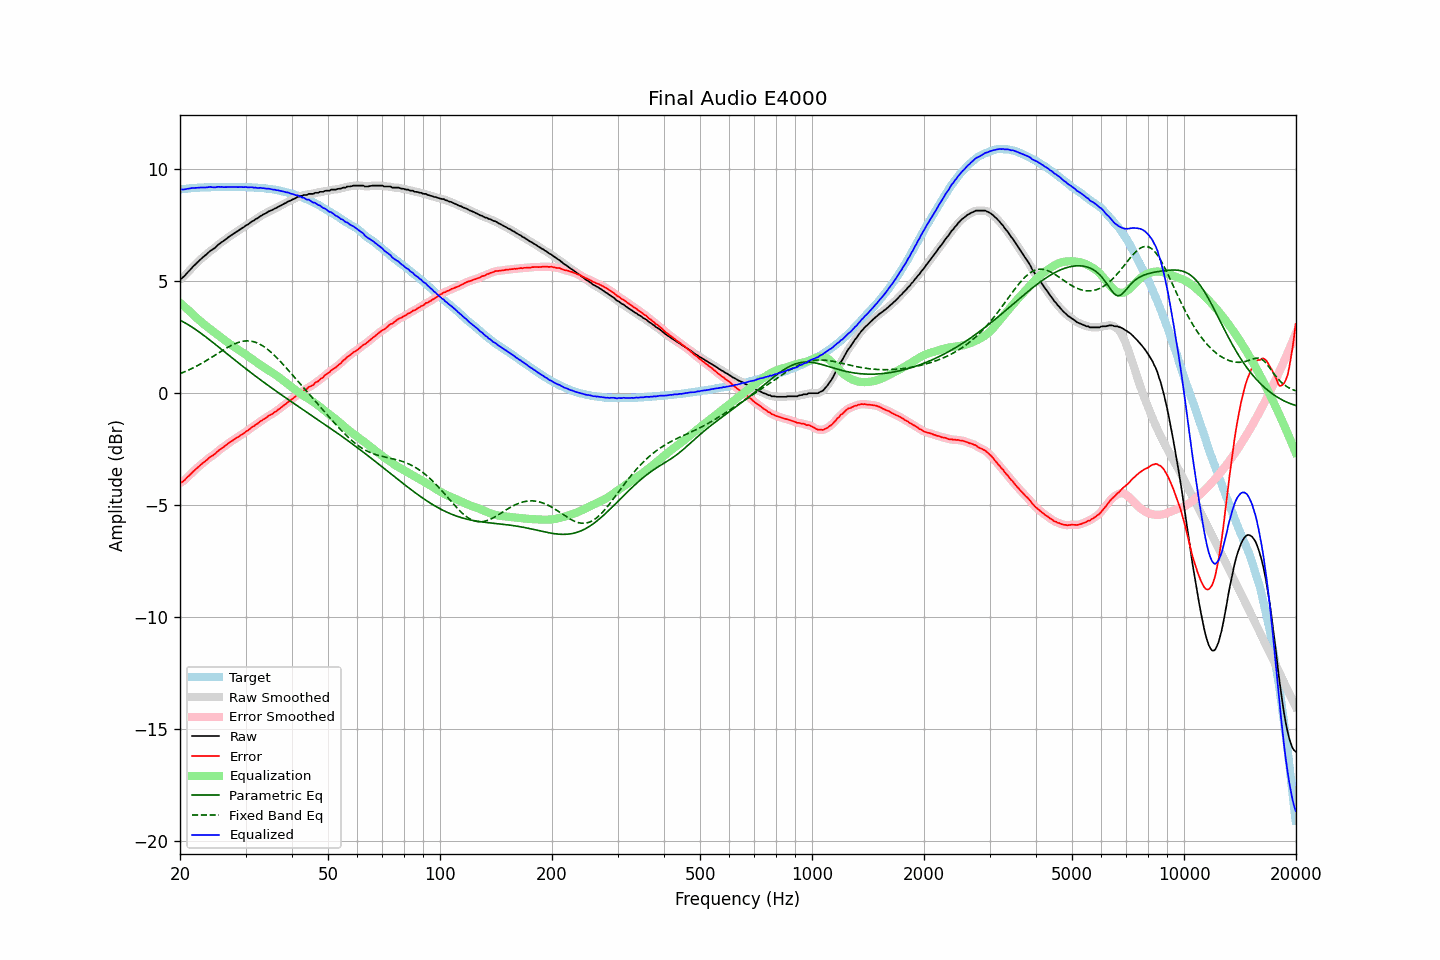 Final Audio E4000
Amplitude (dBr)
10
5
0
−5
−10
−15
−20
Target
Raw Smoothed
Error Smoothed
Raw
Error
Equalization
Parametric Eq
Fixed Band Eq
Equalized
20 50 100 200 500 1000 2000 5000 10000 20000
Frequency (Hz)